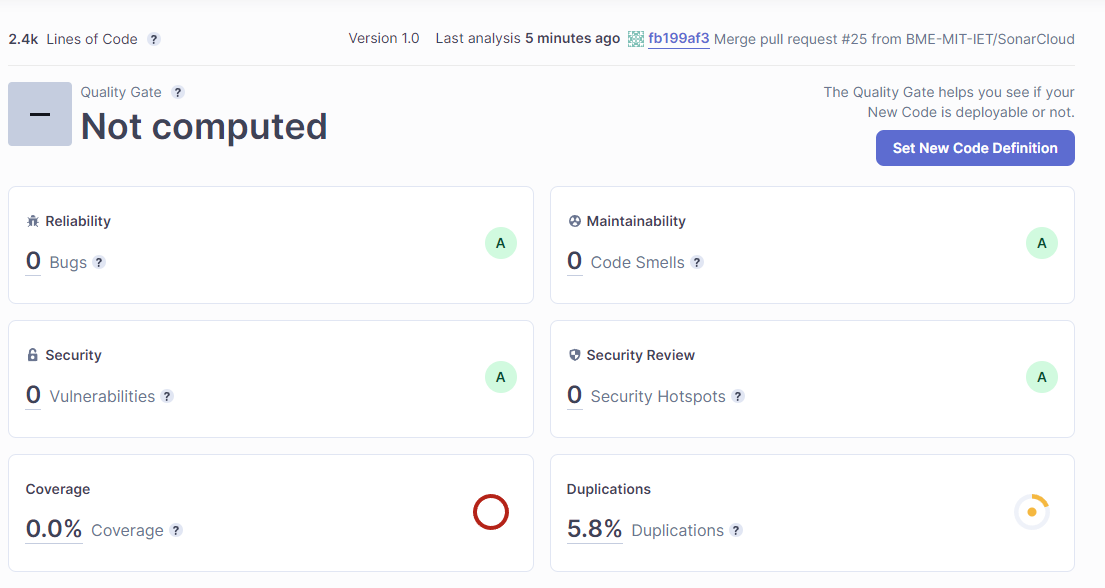 2.4k Lines of Code ? Version 1.0 Last analysis 5 minutes ago fb199af3 Merge pull request #25 from BME-MIT-IET/SonarCloud
Quality Gate ?
Not computed
The Quality Gate helps you see if your
New Code is deployable or not.
Set New Code Definition
Reliability
0 Bugs ?
A
Maintainability
0 Code Smells ?
A
Security
0 Vulnerabilities ?
A
Security Review
0 Security Hotspots ?
A
Coverage
0.0% Coverage ?
Duplications
5.8% Duplications ?